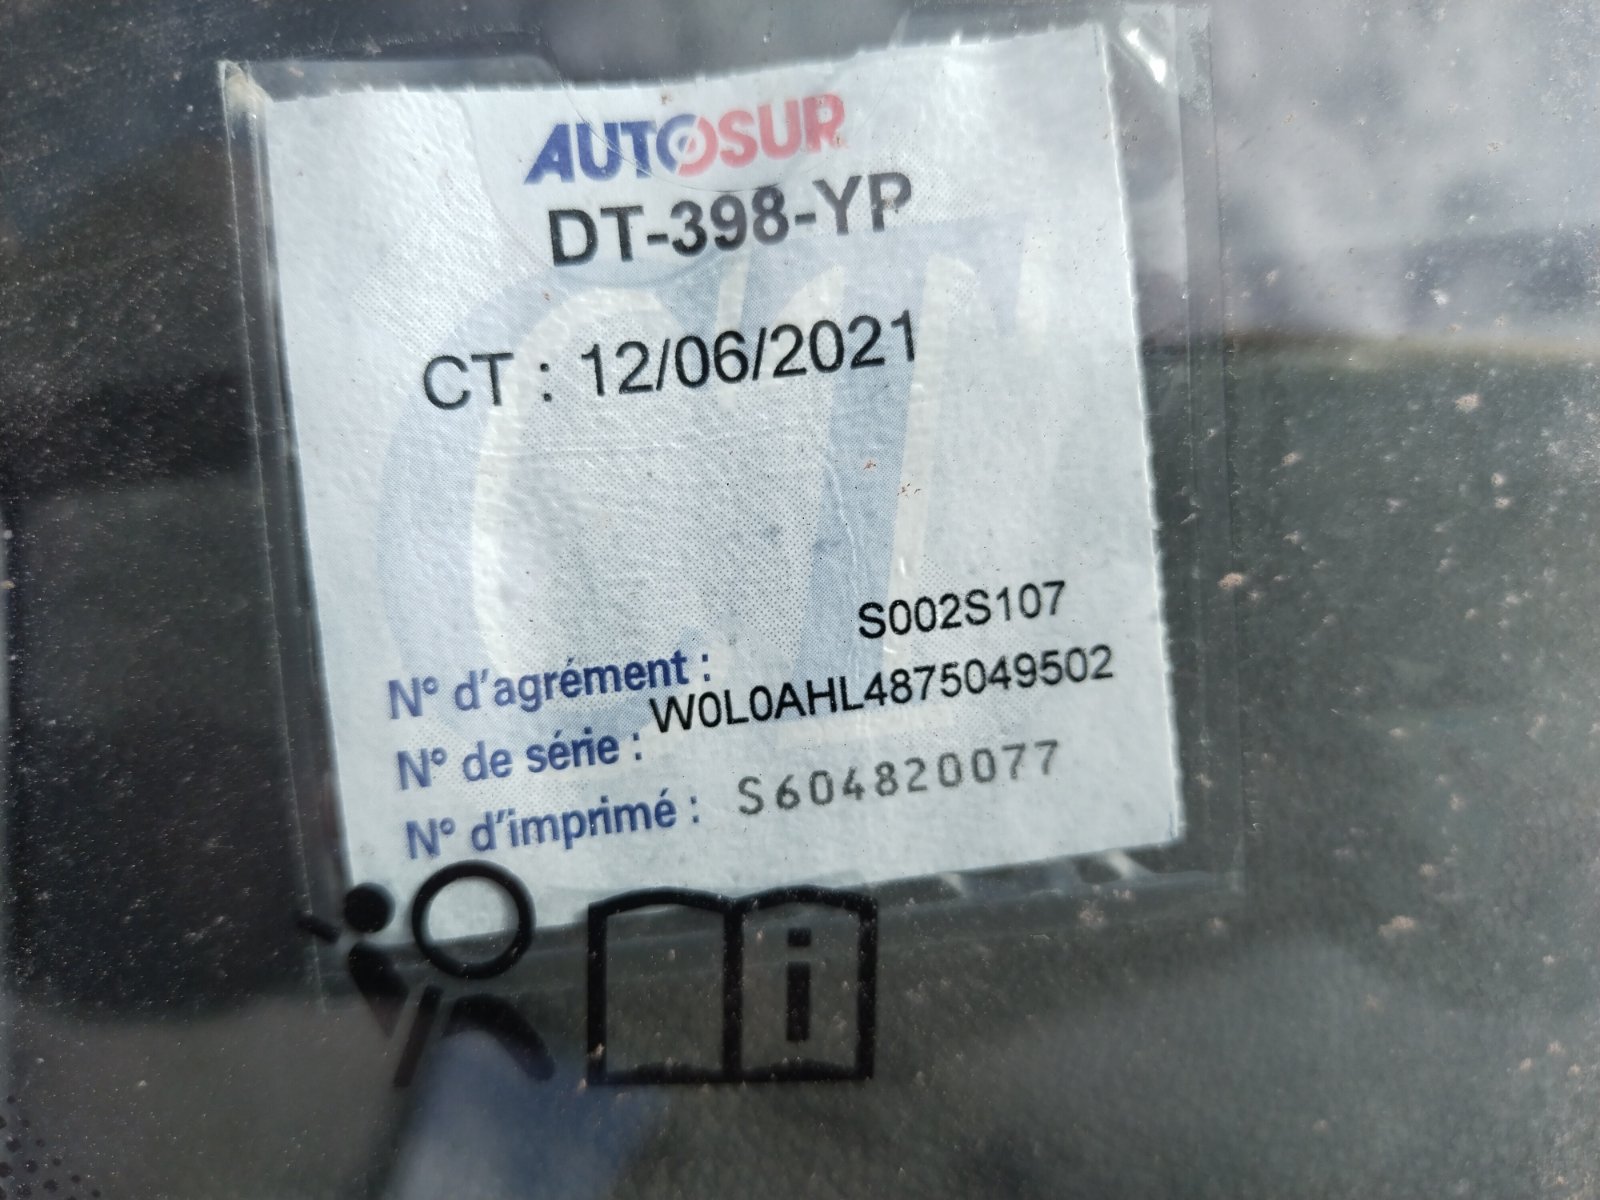 AUTOSUR
DT-398-YP
CT : 12/06/2021
S002S107
N° d'agrément :
W0L0AHL4875049502
N° de série :
S604820077
N° d'imprimé :
i